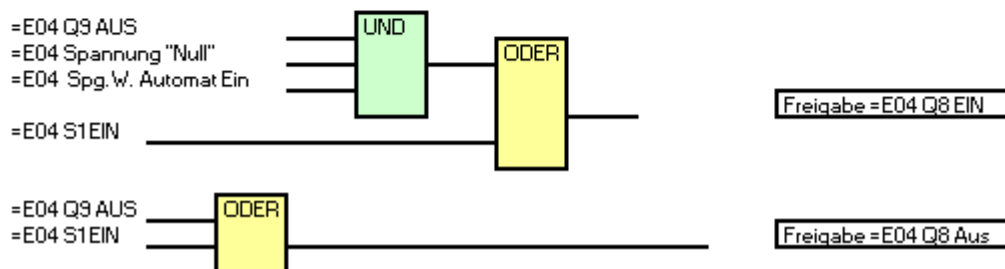 =E04 Q9 AUS
UND
=E04 Spannung "Null"
ODER
=E04 Spg.W. Automat Ein
Freigabe =E04 Q8 EIN
=E04 S1EIN
=E04 Q9 AUS
ODER
=E04 S1EIN
Freigabe =E04 Q8 Aus